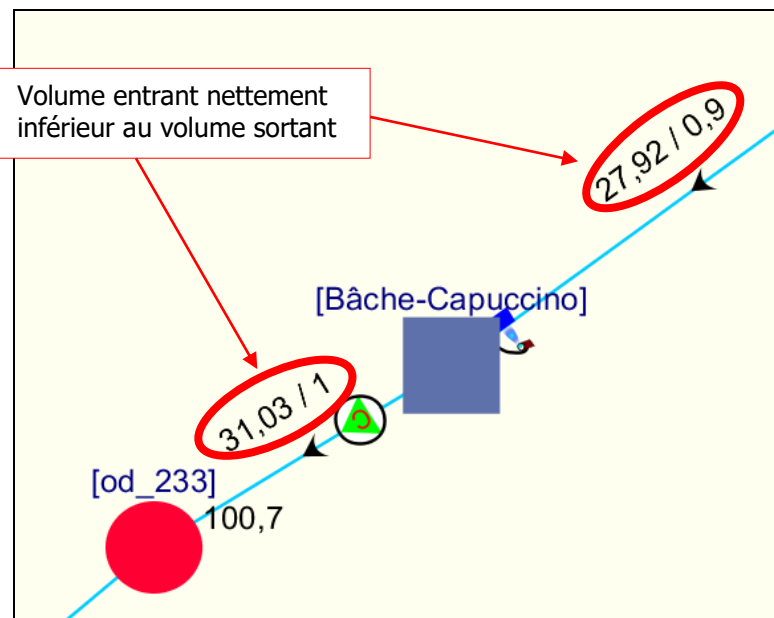 Volume entrant nettement
inférieur au volume sortant
27,92 / 0,9
[Bâche-Capuccino]
31,03 / 1
[od_233]
100,7